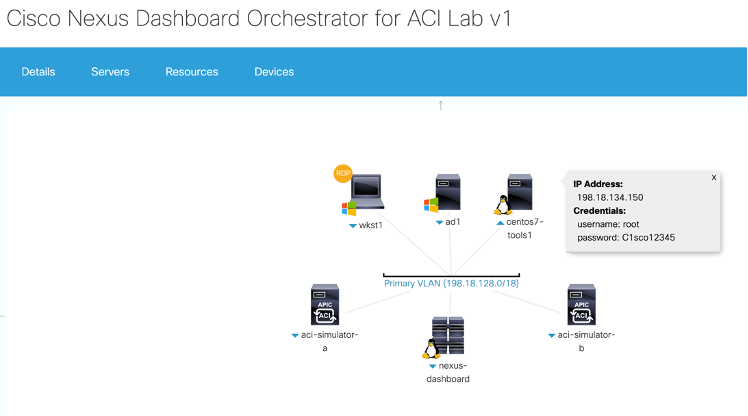 Cisco Nexus Dashboard Orchestrator for ACI Lab v1
Details Servers Resources Devices
RDP
wkst1
ad1
centos7-
tools1
X
IP Address:
198.18.134.150
Credentials:
username: root
password: C1sco12345
Primary VLAN (198.18.128.0/18)
APIC
ACI
aci-simulator-
a
APIC
ACI
aci-simulator-
b
nexus-
dashboard